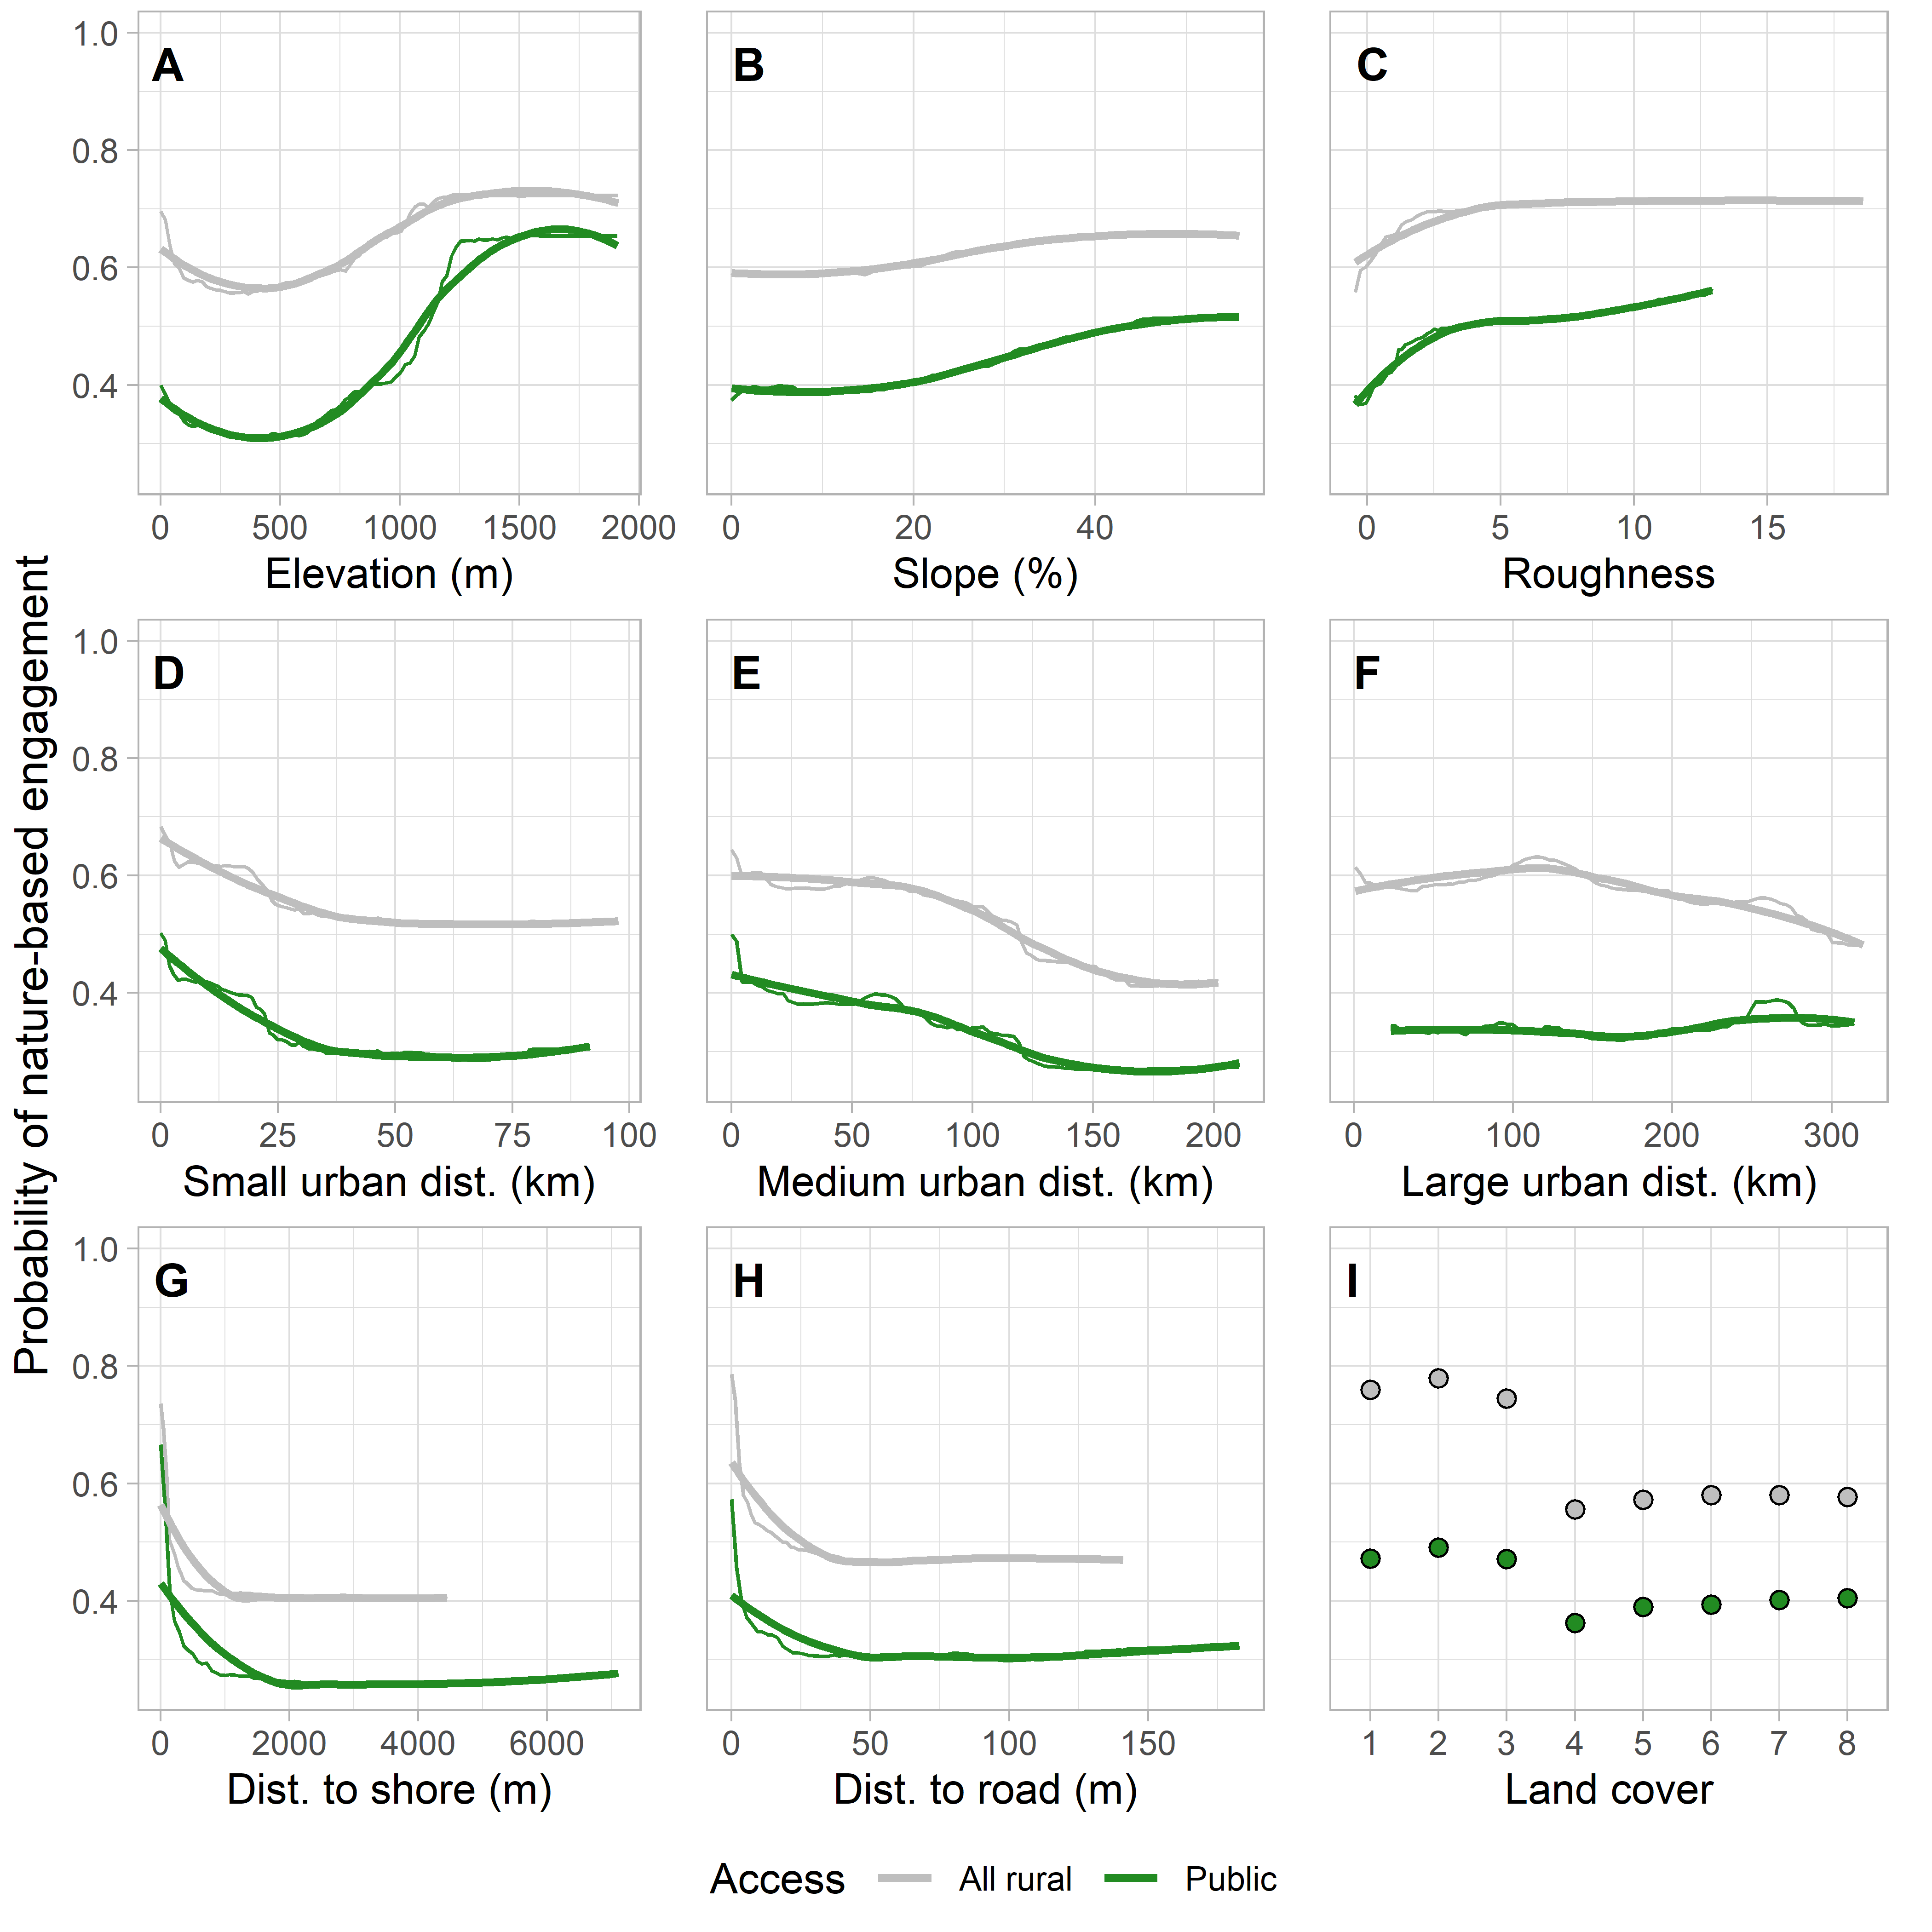 Probability of nature-based engagement
A
B
C
1.0
0.8
0.6
0.4
0 500 1000 1500 2000
0 20 40
0 5 10 15
Elevation (m)
Slope (%)
Roughness
D
E
F
1.0
0.8
0.6
0.4
0 25 50 75 100
0 50 100 150 200
0 100 200 300
Small urban dist. (km)
Medium urban dist. (km)
Large urban dist. (km)
G
H
I
1.0
0.8
0.6
0.4
0 2000 4000 6000
0 50 100 150
1 2 3 4 5 6 7 8
Dist. to shore (m)
Dist. to road (m)
Land cover
Access All rural Public